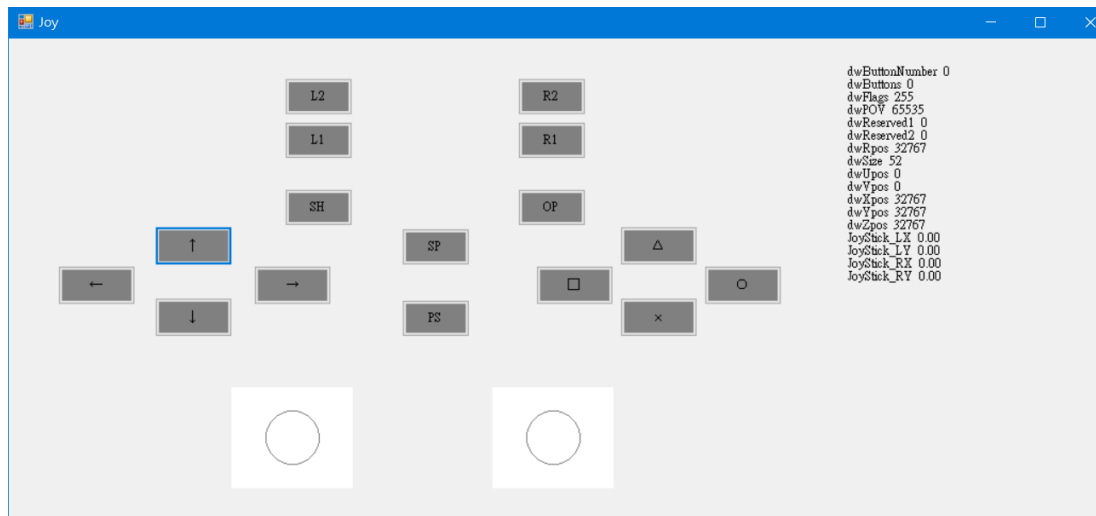 Joy
L2
R2
L1
R1
SH
OP
↑
SP
△
←
→
□
○
↓
PS
×
dwButtonNumber 0
dwButtons 0
dwFlags 255
dwPOV 65535
dwReserved1 0
dwReserved2 0
dwRpos 32767
dwSize 52
dwUpos 0
dwVpos 0
dwXpos 32767
dwYpos 32767
dwZpos 32767
JoyStick_LX 0.00
JoyStick_LY 0.00
JoyStick_RX 0.00
JoyStick_RY 0.00